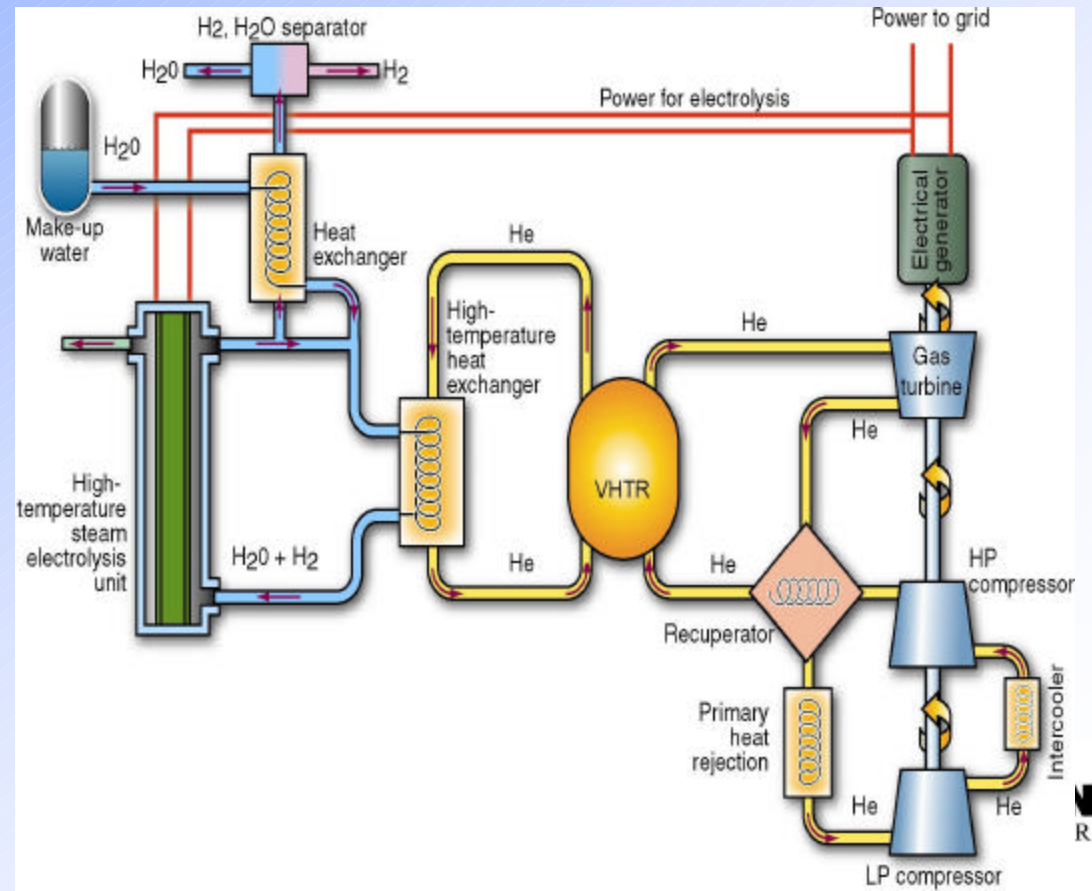 Power to grid
H2, H2O separator
H20
H2
Power for electrolysis
H20
Make-up
water
Heat
exchanger
Electrical
generator
He
High-
temperature
heat
exchanger
He
Gas
turbine
He
VHTR
High-
temperature
steam
electrolysis
unit
H20 + H2
He
He
HP
compressor
Recuperator
Primary
heat
rejection
Intercooler
He
He
LP compressor
N
R